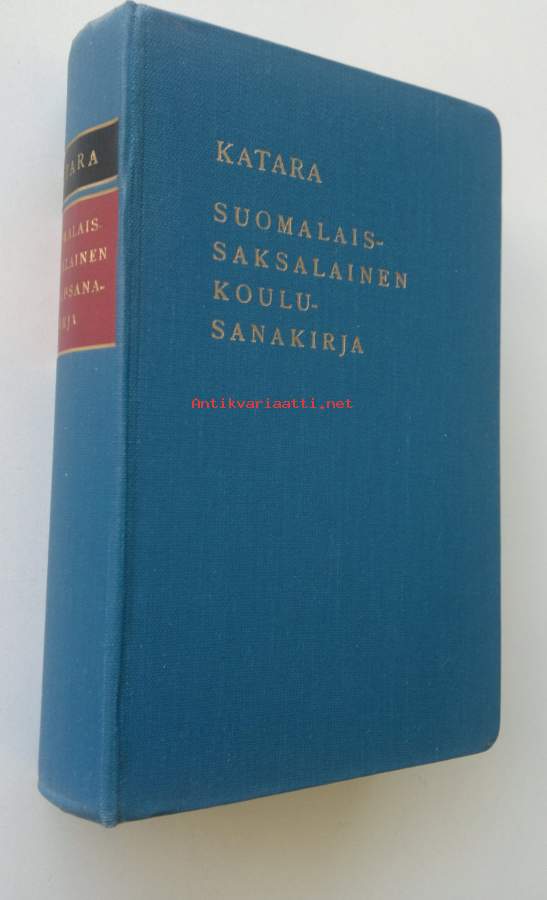 KATARA
SUOMALAIS-
SAKSALAINEN
KOULU-
SANAKIRJA
Antikvariaatti.net